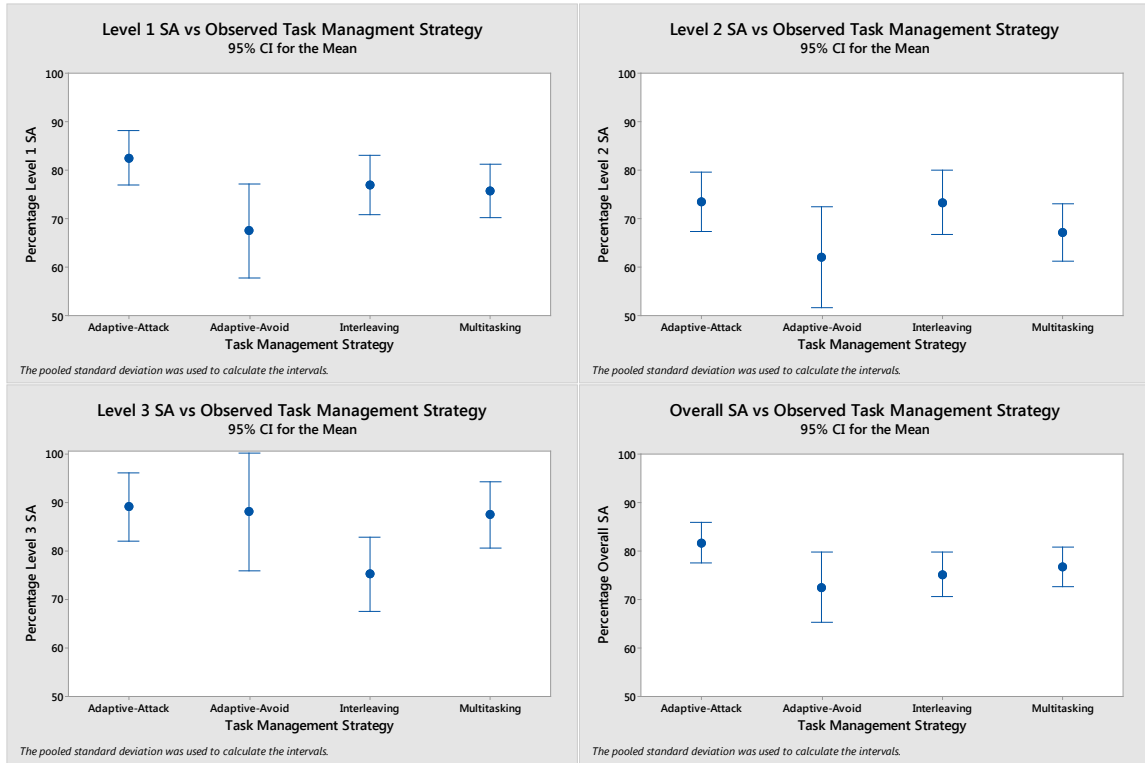 Level 1 SA vs Observed Task Managment Strategy
95% CI for the Mean
100
90
80
70
60
50
Percentage Level 1 SA
Adaptive-Attack Adaptive-Avoid Interleaving Multitasking
Task Management Strategy
The pooled standard deviation was used to calculate the intervals.
Level 2 SA vs Observed Task Management Strategy
95% CI for the Mean
100
90
80
70
60
50
Percentage Level 2 SA
Adaptive-Attack Adaptive-Avoid Interleaving Multitasking
Task Management Strategy
The pooled standard deviation was used to calculate the intervals.
Level 3 SA vs Observed Task Management Strategy
95% CI for the Mean
100
90
80
70
60
50
Percentage Level 3 SA
Adaptive-Attack Adaptive-Avoid Interleaving Multitasking
Task Management Strategy
The pooled standard deviation was used to calculate the intervals.
Overall SA vs Observed Task Management Strategy
95% CI for the Mean
100
90
80
70
60
50
Percentage Overall SA
Adaptive-Attack Adaptive-Avoid Interleaving Multitasking
Task Management Strategy
The pooled standard deviation was used to calculate the intervals.